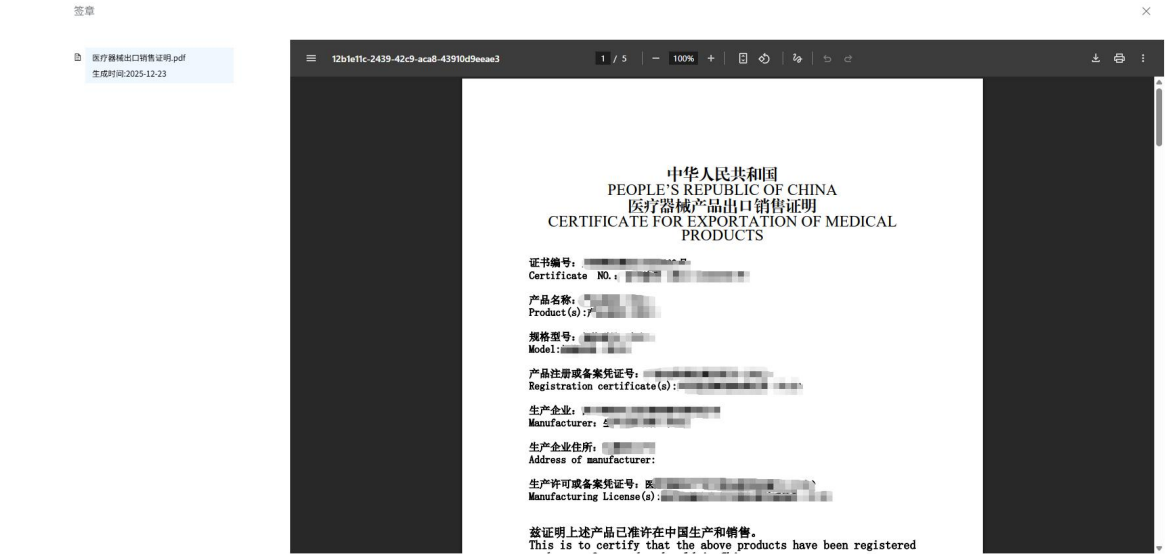 签章
医疗器械出口销售证明.pdf
生成时间:2025-12-23
12b1e11c-2439-42c9-aca8-43910d9eeae3
1 / 5
100%
中华人民共和国
PEOPLE'S REPUBLIC OF CHINA
医疗器械产品出口销售证明
CERTIFICATE FOR EXPORTATION OF MEDICAL
PRODUCTS
证书编号：
Certificate NO.:
产品名称：
Product(s):产
规格型号：
Model:
产品注册或备案凭证号：
Registration certificate(s):
生产企业：
Manufacturer:
生产企业住所：
Address of manufacturer:
生产许可或备案凭证号：医
Manufacturing License(s):
兹证明上述产品已准许在中国生产和销售。
This is to certify that the above products have been registered